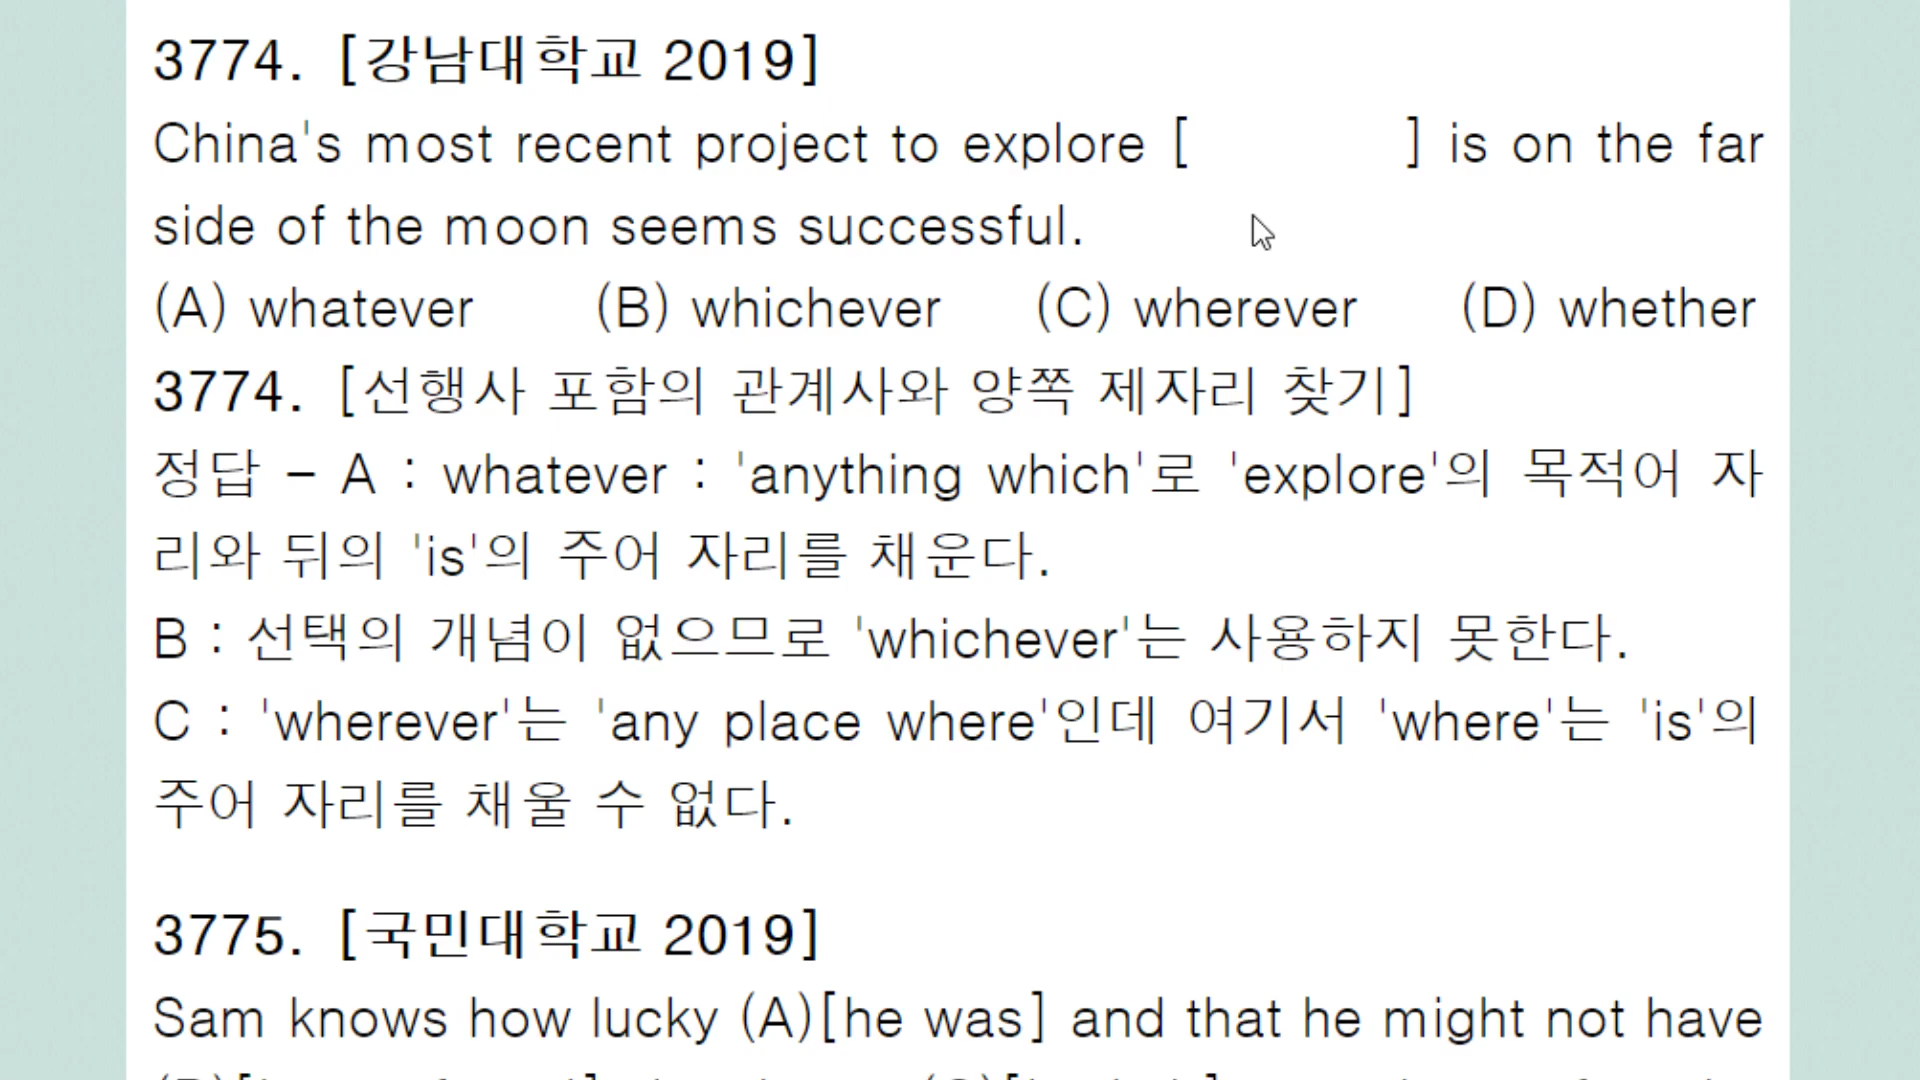 3774. [강남대학교 2019]
China's most recent project to explore [ ] is on the far
side of the moon seems successful.
(A) whatever (B) whichever (C) wherever (D) whether
3774. [선행사 포함의 관계사와 양쪽 제자리 찾기]
정답 - A : whatever : 'anything which'로 'explore'의 목적어 자
리와 뒤의 'is'의 주어 자리를 채운다.
B : 선택의 개념이 없으므로 'whichever'는 사용하지 못한다.
C : 'wherever'는 'any place where'인데 여기서 'where'는 'is'의
주어 자리를 채울 수 없다.
3775. [국민대학교 2019]
Sam knows how lucky (A)[he was] and that he might not have